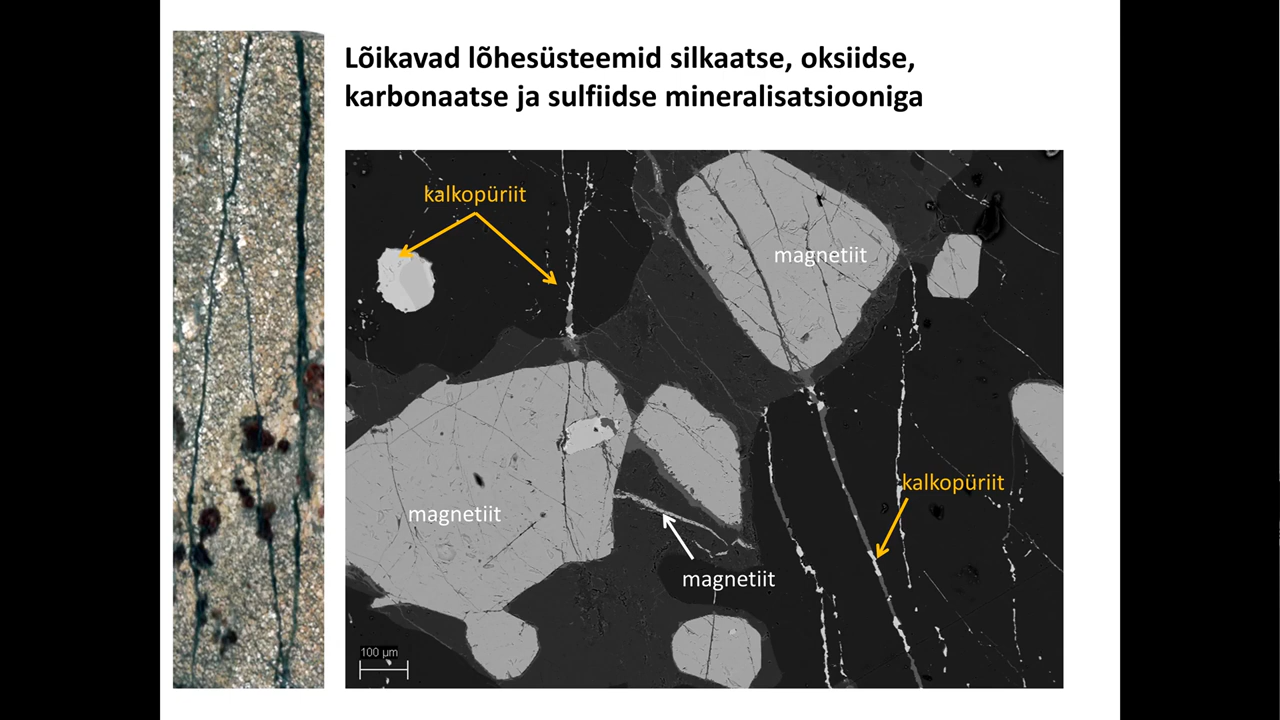 Lõikavad lõhesüsteemid silkaatse, oksiidse,
karbonaatse ja sulfiidse mineralisatsiooniga
kalkopüriit
magnetiit
kalkopüriit
magnetiit
magnetiit
100 µm